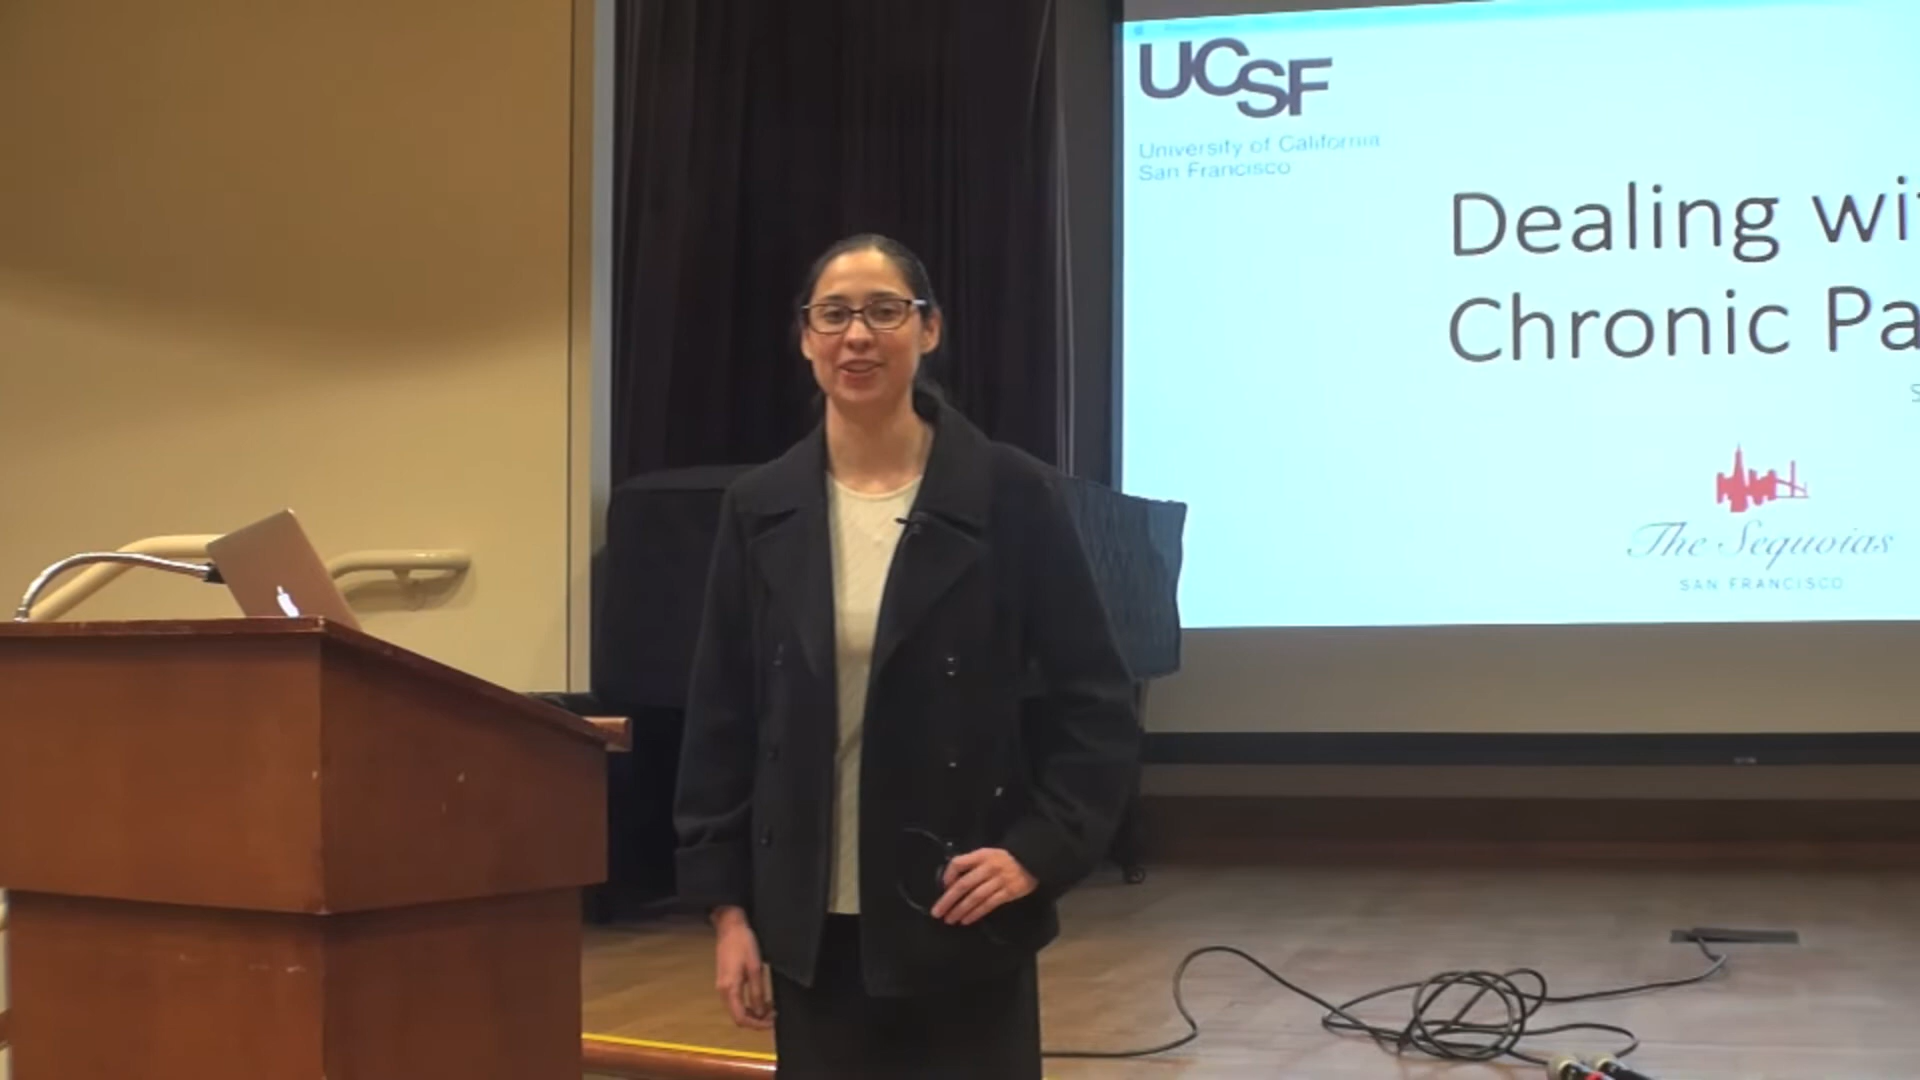 UCSF
University of California
San Francisco
Dealing wi
Chronic Pa
The Sequoias
SAN FRANCISCO